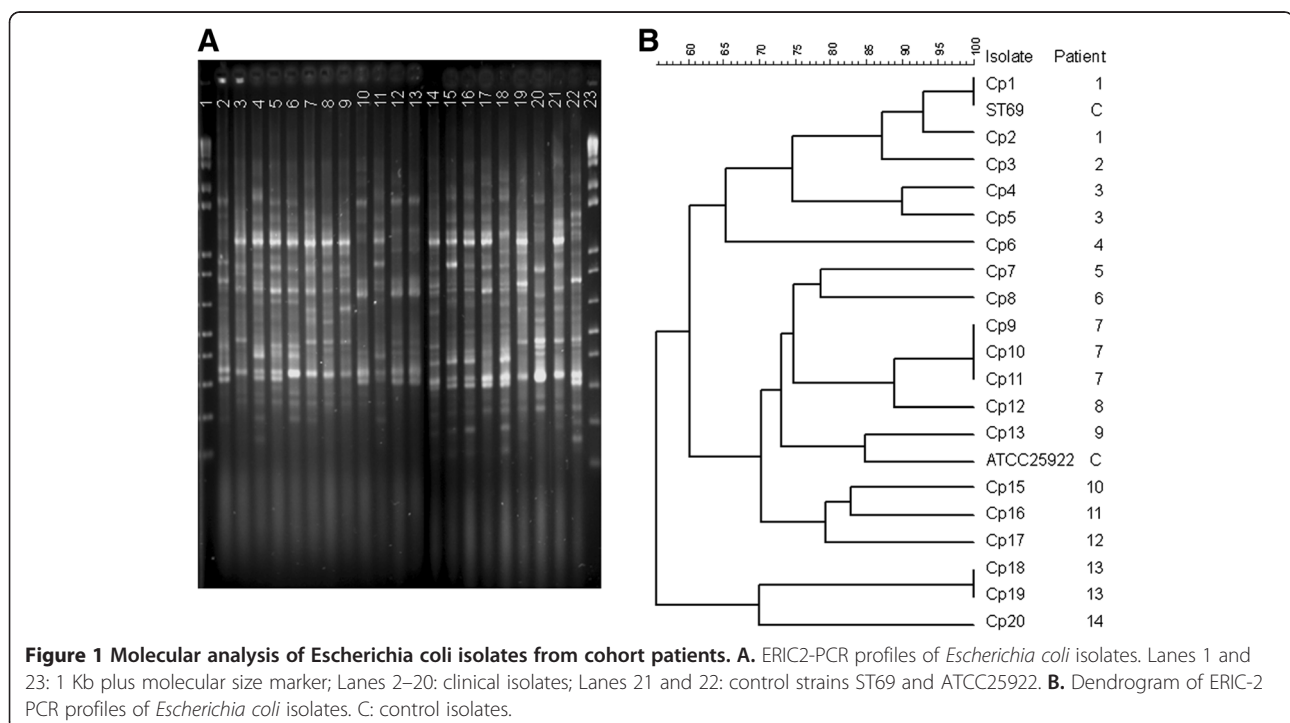 A
1 2 3 4 5 6 7 8 9 10 11 12 13 14 15 16 17 18 19 20 21 22 23
B
60 65 70 75 80 85 90 95 100
Isolate Patient
Cp1 1
ST69 C
Cp2 1
Cp3 2
Cp4 3
Cp5 3
Cp6 4
Cp7 5
Cp8 6
Cp9 7
Cp10 7
Cp11 7
Cp12 8
Cp13 9
ATCC25922 C
Cp15 10
Cp16 11
Cp17 12
Cp18 13
Cp19 13
Cp20 14
Figure 1 Molecular analysis of Escherichia coli isolates from cohort patients. A. ERIC2-PCR profiles of Escherichia coli isolates. Lanes 1 and
23: 1 Kb plus molecular size marker; Lanes 2–20: clinical isolates; Lanes 21 and 22: control strains ST69 and ATCC25922. B. Dendrogram of ERIC-2
PCR profiles of Escherichia coli isolates. C: control isolates.